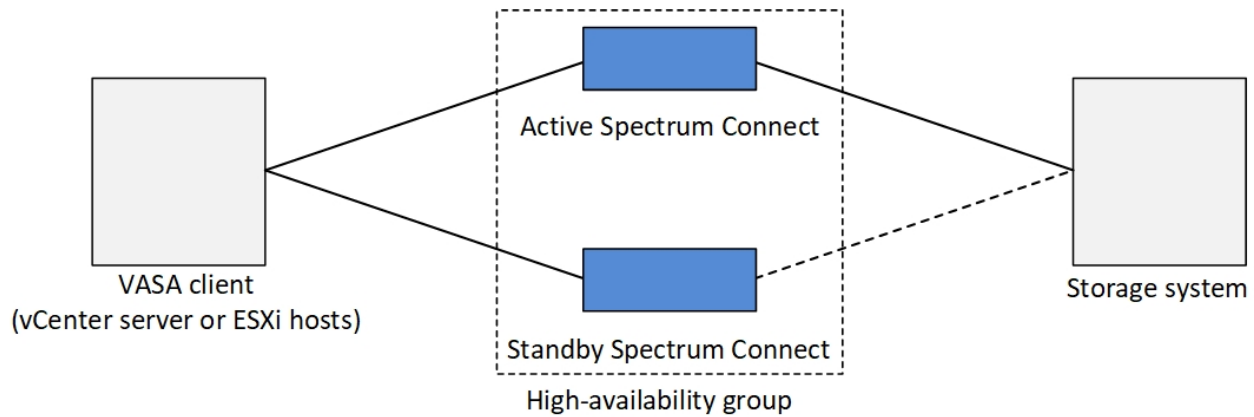 Active Spectrum Connect
VASA client
(vCenter server or ESXi hosts)
Storage system
Standby Spectrum Connect
High-availability group